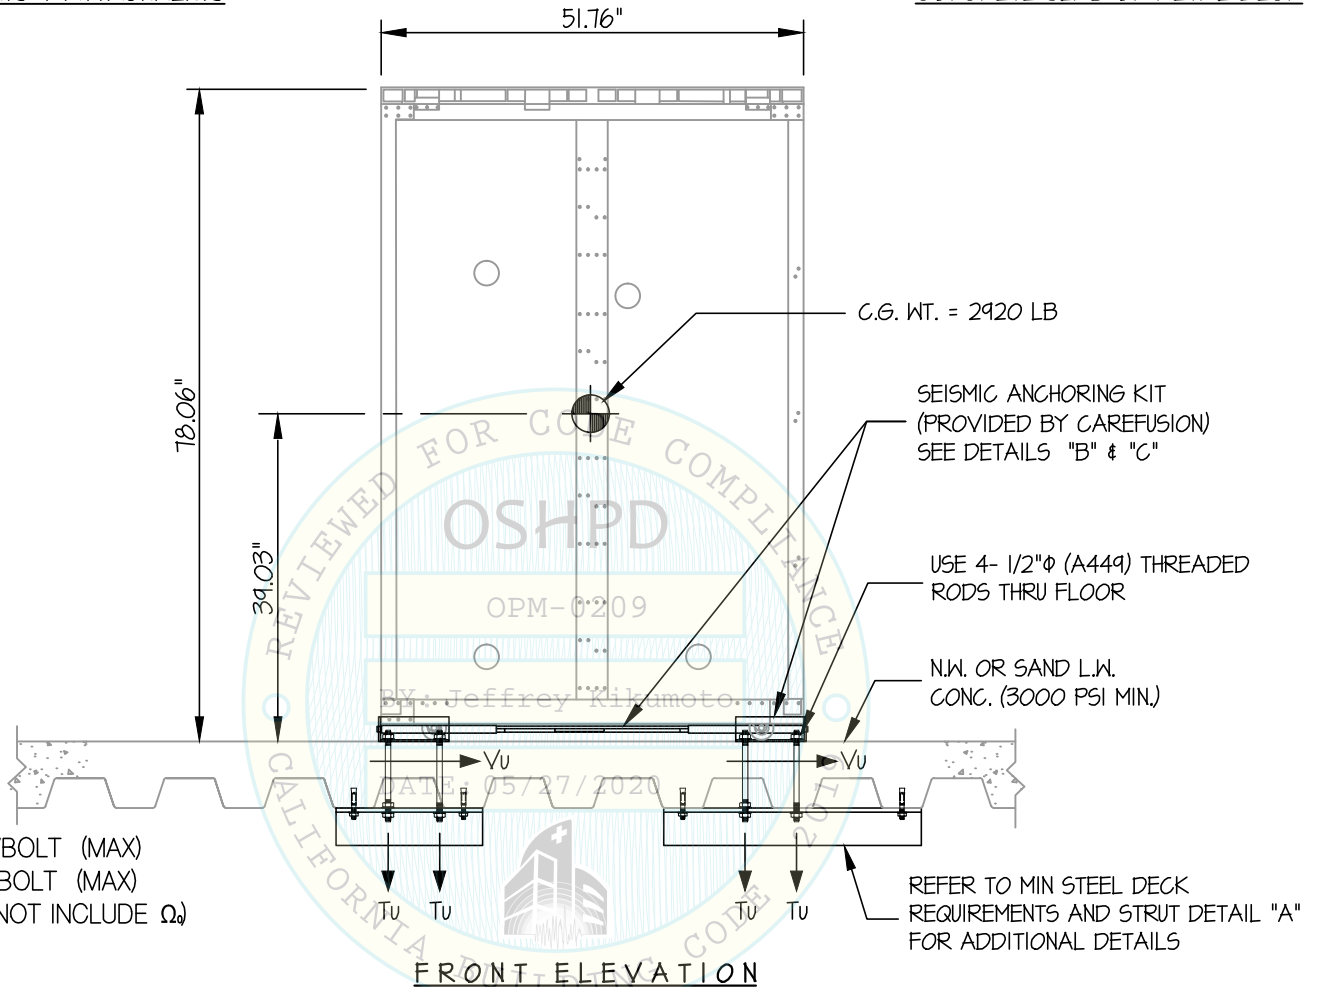 51.76"
78.06"
39.03"
C.G. WT. = 2920 LB
SEISMIC ANCHORING KIT
(PROVIDED BY CAREFUSION)
SEE DETAILS "B" & "C"
USE 4- 1/2"Φ (A449) THREADED
RODS THRU FLOOR
N.W. OR SAND L.W.
CONC. (3000 PSI MIN.)
REVIEWED FOR CODE COMPLIANCE
OSHPD
OPM-0209
BY: Jeffrey Kikumoto
DATE: 05/27/2020
CALIFORNIA BUILDING CODE 2016
Vu
Vu
BOLT (MAX)
BOLT (MAX)
NOT INCLUDE Ωo)
Tu Tu
Tu Tu
REFER TO MIN STEEL DECK
REQUIREMENTS AND STRUT DETAIL "A"
FOR ADDITIONAL DETAILS
FRONT ELEVATION